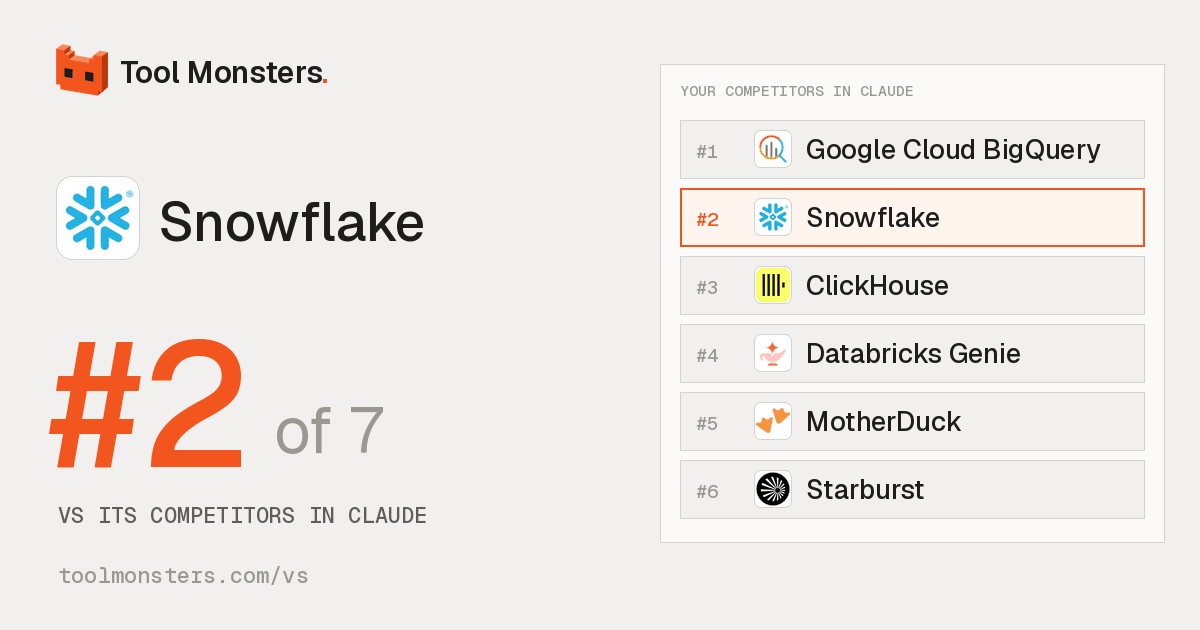 Tool Monsters.
Snowflake
#2 of 7
VS ITS COMPETITORS IN CLAUDE
toolmonsters.com/vs
YOUR COMPETITORS IN CLAUDE
#1 Google Cloud BigQuery
#2 Snowflake
#3 ClickHouse
#4 Databricks Genie
#5 MotherDuck
#6 Starburst